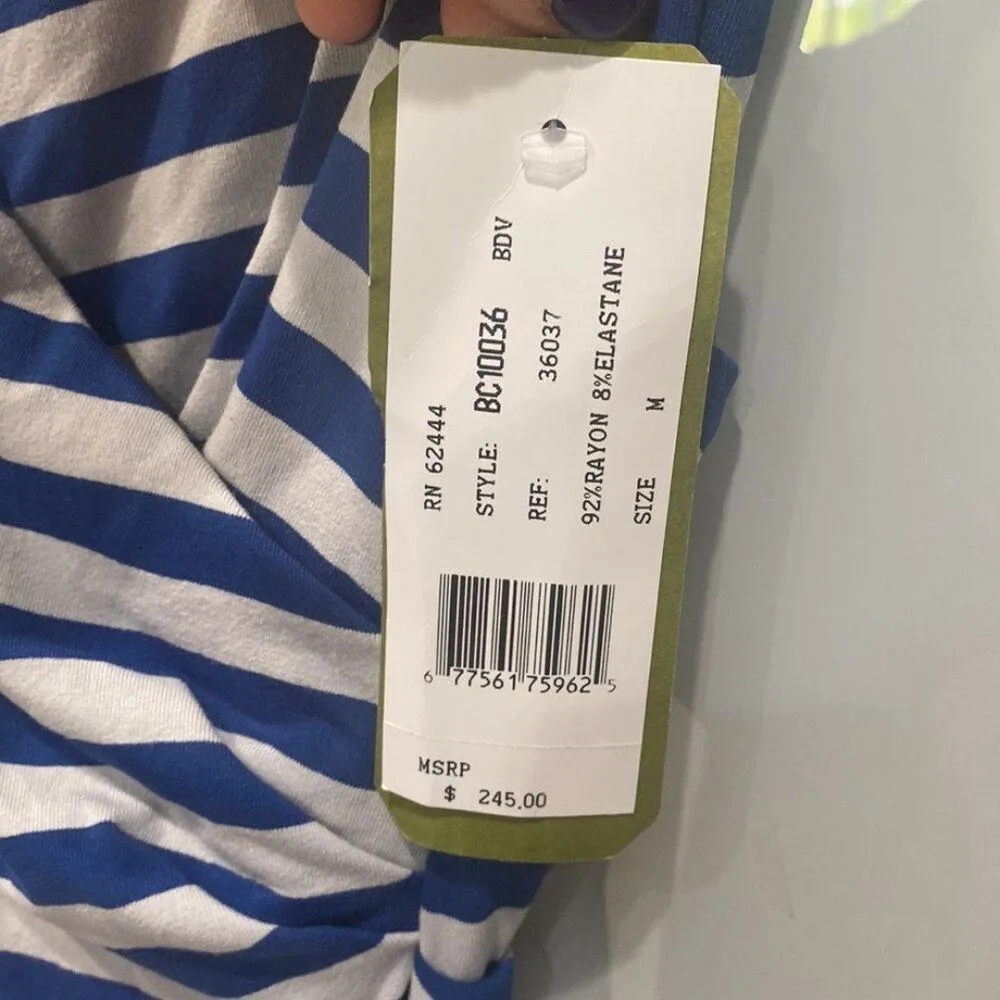 RN 62444
STYLE: BC10036 BDV
REF: 36037
92%RAYON 8%ELASTANE
SIZE M
6 77561 75962 5
MSRP
$ 245.00